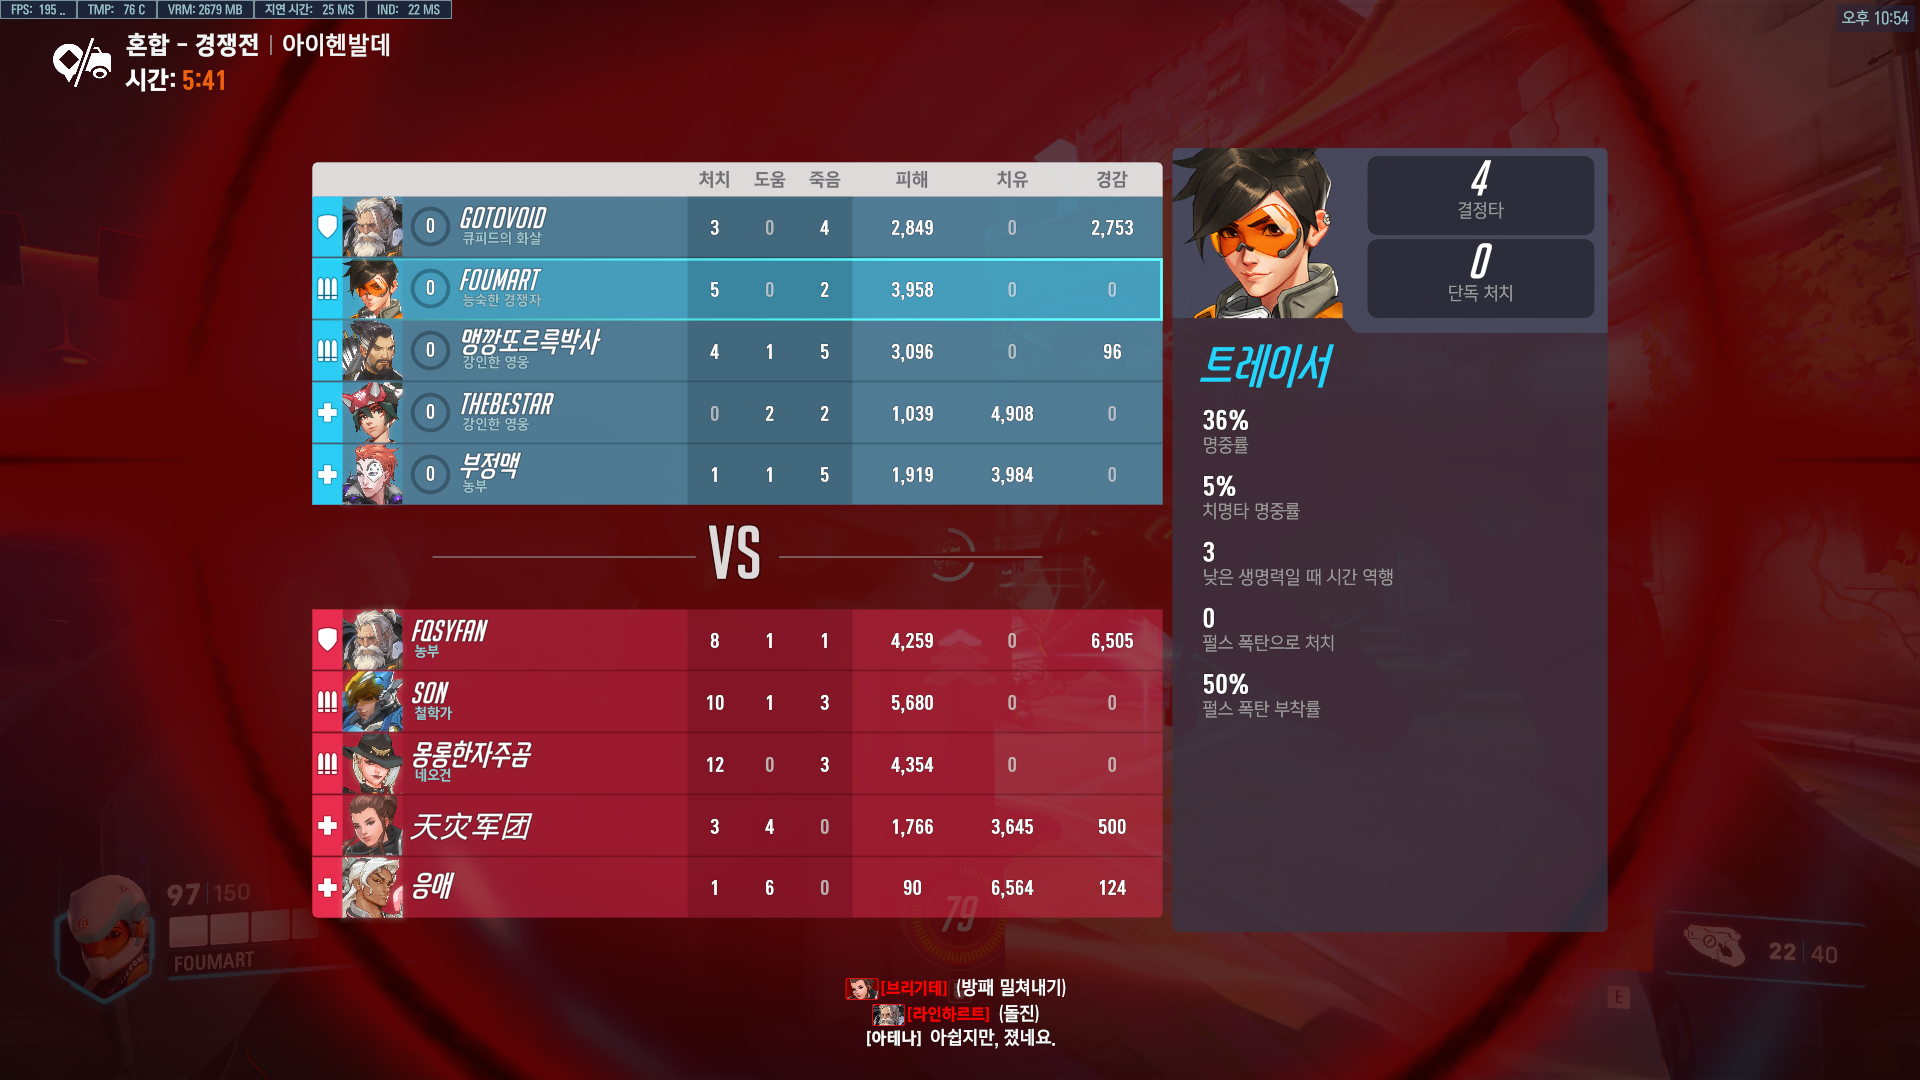 FPS: 195 .. TMP: 76 C VRM: 2679 MB 지연 시간: 25 MS IND: 22 MS
오후 10:54
혼합 - 경쟁전 | 아이헨발데
시간: 5:41
처치 도움 죽음 피해 치유 경감
0 GOTOVOID 3 0 4 2,849 0 2,753
큐피드의 화살
0 FOUMART 5 0 2 3,958 0 0
능숙한 경쟁자
0 맹깡또르륵박사 4 1 5 3,096 0 96
강인한 영웅
0 THEBESTAR 0 2 2 1,039 4,908 0
강인한 영웅
0 부정맥 1 1 5 1,919 3,984 0
농부
VS
FQSYFAN 8 1 1 4,259 0 6,505
농부
SON 10 1 3 5,680 0 0
철학가
몽롱한자주곰 12 0 3 4,354 0 0
네오건
天灾军团 3 4 0 1,766 3,645 500
응애 1 6 0 90 6,564 124
4
결정타
0
단독 처치
트레이서
36%
명중률
5%
치명타 명중률
3
낮은 생명력일 때 시간 역행
0
펄스 폭탄으로 처치
50%
펄스 폭탄 부착률
97 | 150
FOUMART
79
22 | 40
E
[브리기테] (방패 밀쳐내기)
[라인하르트] (돌진)
[아테나] 아쉽지만, 졌네요.